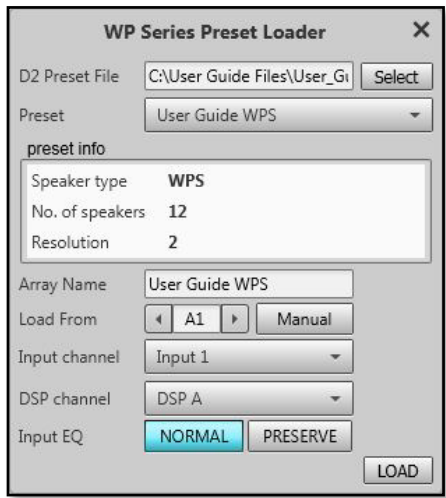 WP Series Preset Loader ×
D2 Preset File C:\User Guide Files\User_Gu Select
Preset User Guide WPS
preset info
Speaker type WPS
No. of speakers 12
Resolution 2
Array Name User Guide WPS
Load From A1 Manual
Input channel Input 1
DSP channel DSP A
Input EQ NORMAL PRESERVE
LOAD